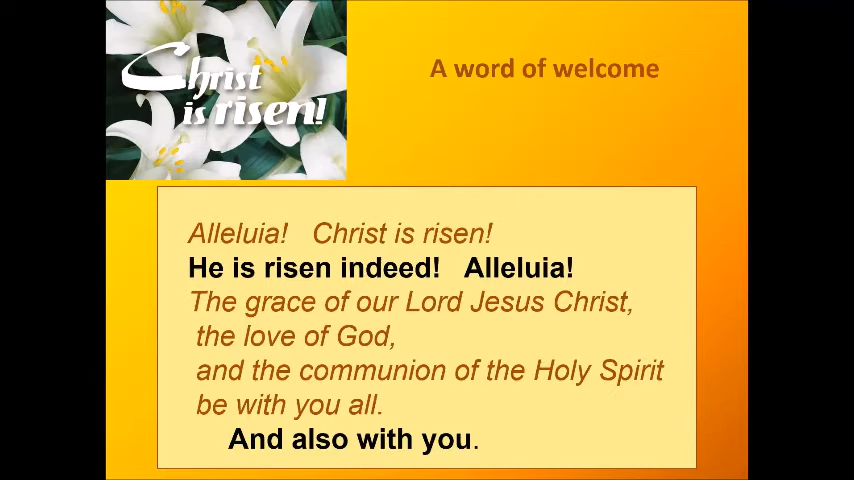 Christ
is risen!
A word of welcome
Alleluia! Christ is risen!
He is risen indeed! Alleluia!
The grace of our Lord Jesus Christ,
the love of God,
and the communion of the Holy Spirit
be with you all.
And also with you.